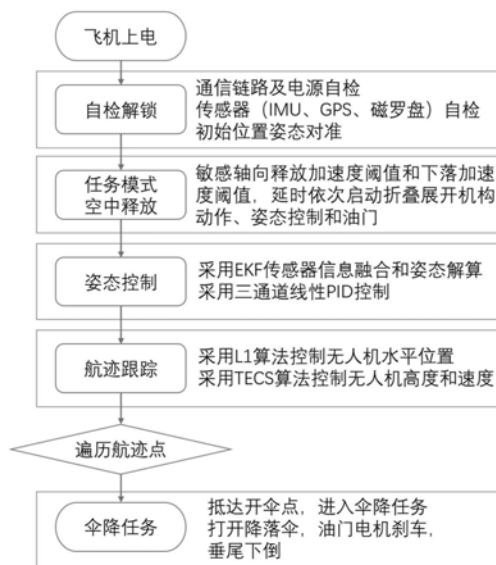 飞机上电
自检解锁
通信链路及电源自检
传感器（IMU、GPS、磁罗盘）自检
初始位置姿态对准
任务模式
空中释放
敏感轴向释放加速度阈值和下落加速
度阈值，延时依次启动折叠展开机构
动作、姿态控制和油门
姿态控制
采用EKF传感器信息融合和姿态解算
采用三通道线性PID控制
航迹跟踪
采用L1算法控制无人机水平位置
采用TECS算法控制无人机高度和速度
遍历航迹点
伞降任务
抵达开伞点，进入伞降任务
打开降落伞，油门电机刹车，
垂尾下倒